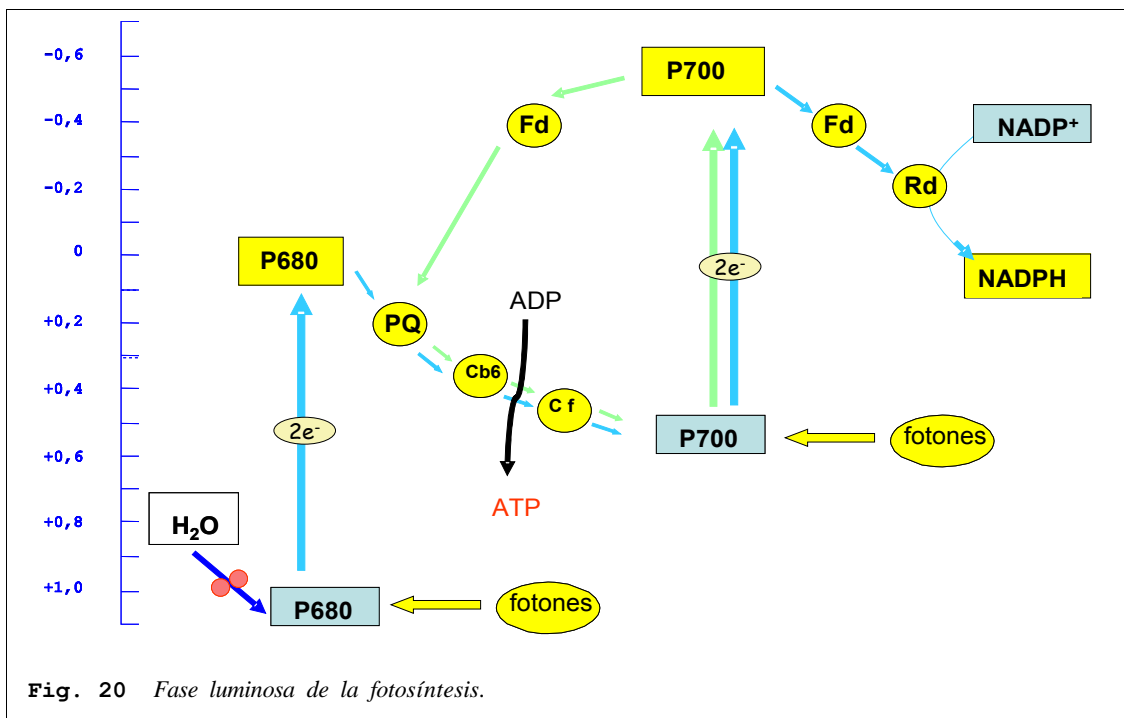 -0,6
-0,4
-0,2
0
+0,2
+0,4
+0,6
+0,8
+1,0
P700
Fd
Fd
NADP⁺
Rd
P680
2e⁻
NADPH
ADP
PQ
Cb6
C f
2e⁻
P700
fotones
ATP
H₂O
P680
fotones
Fig. 20 Fase luminosa de la fotosíntesis.